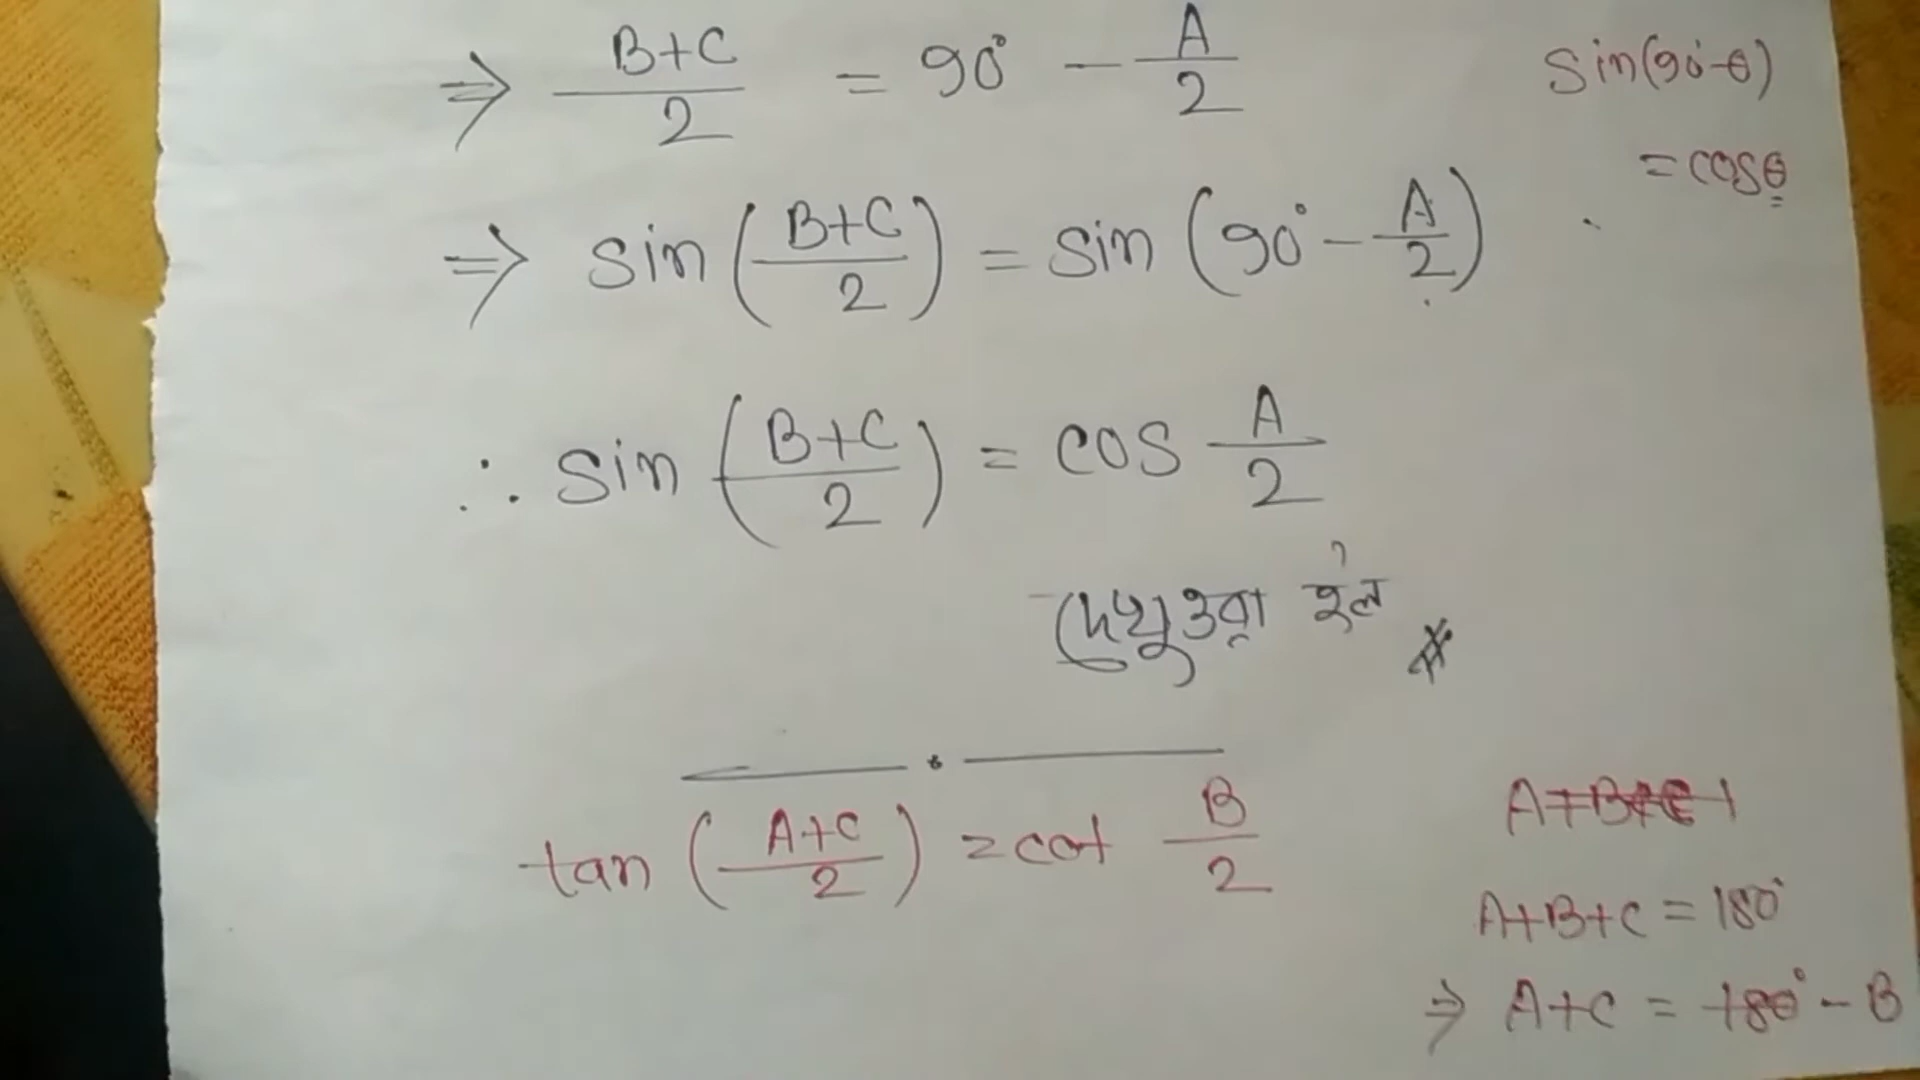 ⇒ B+C/2 = 90° - A/2
sin(90°-θ)
= cosθ
⇒ sin(B+C/2) = sin(90° - A/2)
∴ sin(B+C/2) = cos A/2
দেখুওৱা হ'ল
tan(A+C/2) = cot B/2
A+B+C = 180°
⇒ A+C = 180° - B